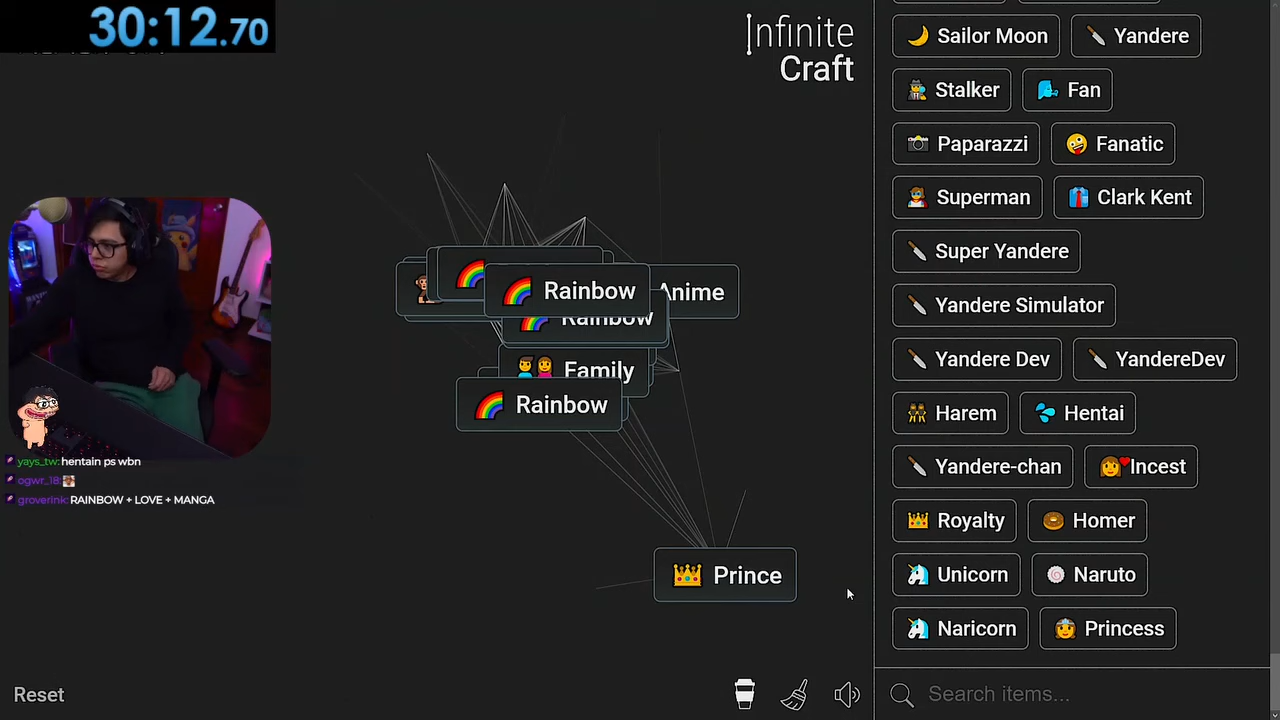 30:12.70
Infinite
Craft
Sailor Moon
Yandere
Stalker
Fan
Paparazzi
Fanatic
Superman
Clark Kent
Super Yandere
Yandere Simulator
Yandere Dev
YandereDev
Harem
Hentai
Yandere-chan
Incest
Royalty
Homer
Unicorn
Naruto
Naricorn
Princess
Rainbow
Anime
Rainbow
Family
Rainbow
Prince
yays_tw: hentain ps wbn
ogwr_18:
groverink: RAINBOW + LOVE + MANGA
Reset
Search items...